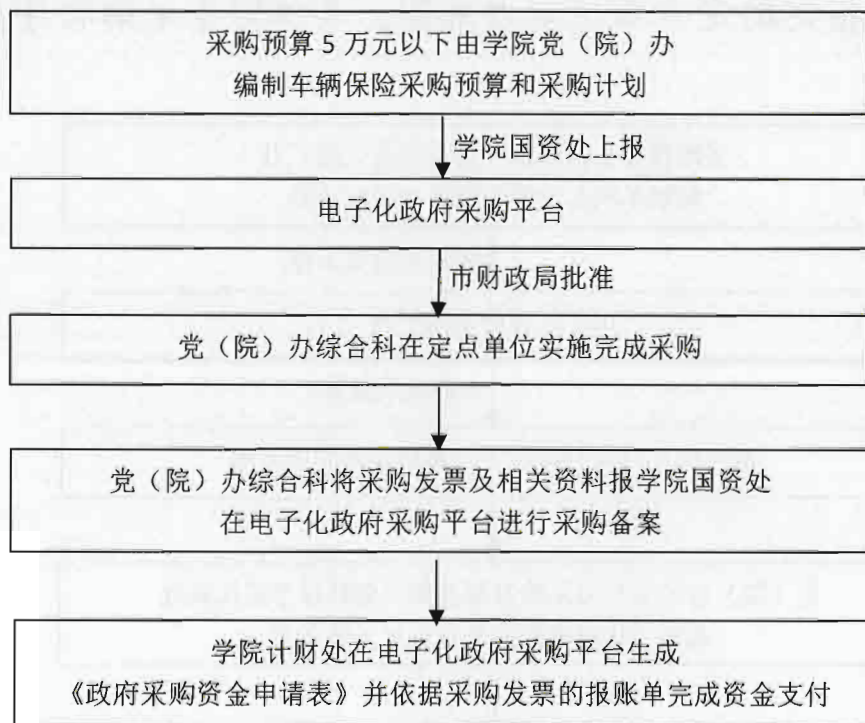 采购预算 5 万元以下由学院党（院）办
编制车辆保险采购预算和采购计划
学院国资处上报
电子化政府采购平台
市财政局批准
党（院）办综合科在定点单位实施完成采购
党（院）办综合科将采购发票及相关资料报学院国资处
在电子化政府采购平台进行采购备案
学院计财处在电子化政府采购平台生成
《政府采购资金申请表》并依据采购发票的报账单完成资金支付